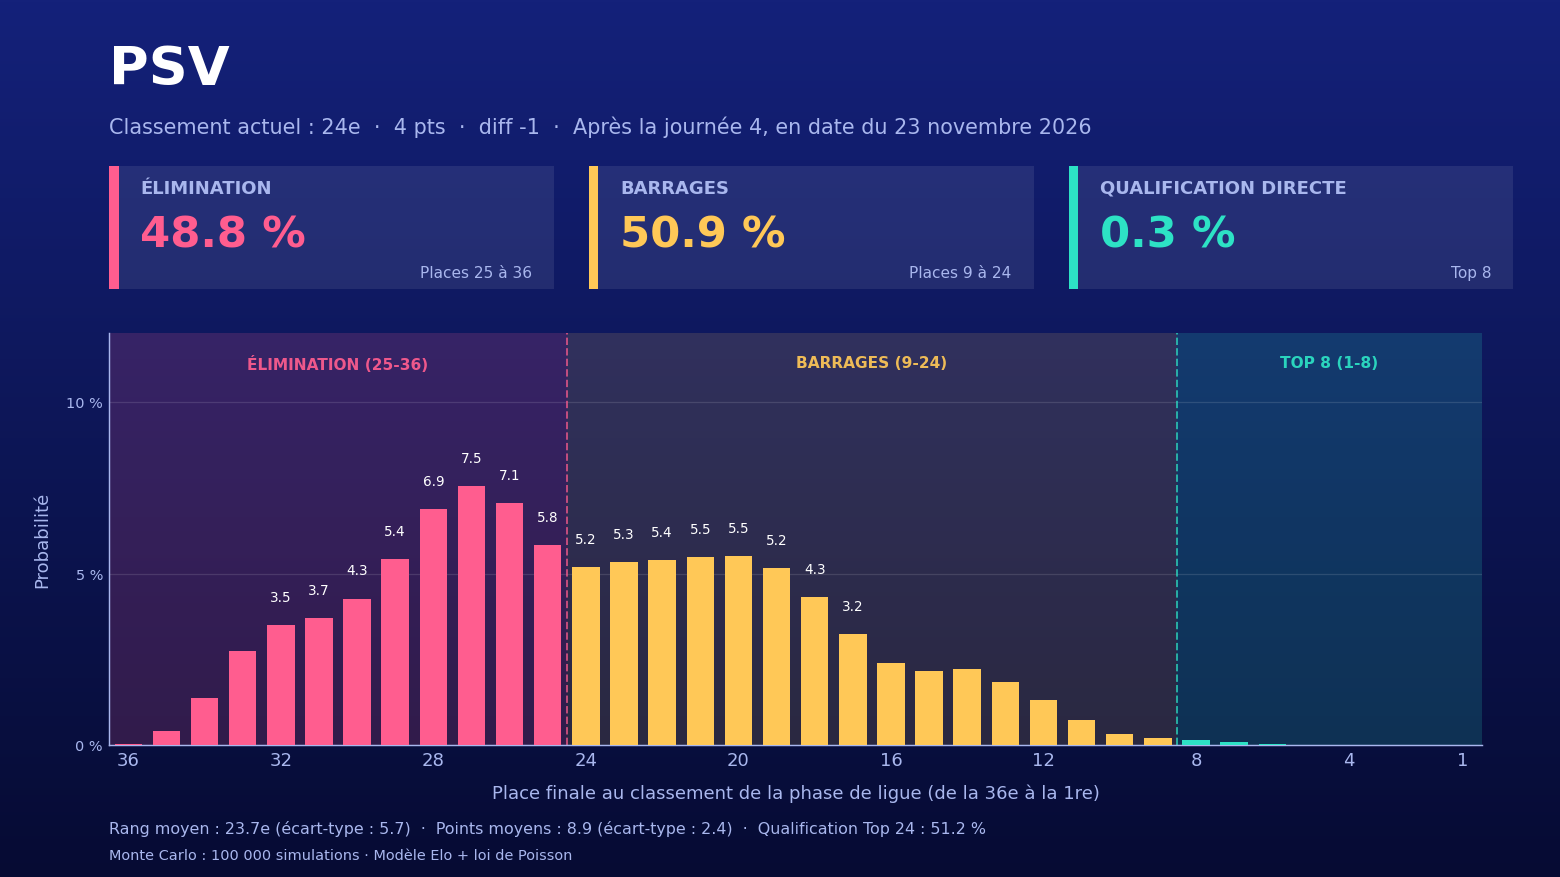 PSV
Classement actuel : 24e · 4 pts · diff -1 · Après la journée 4, en date du 23 novembre 2026
ÉLIMINATION
48.8 %
Places 25 à 36
BARRAGES
50.9 %
Places 9 à 24
QUALIFICATION DIRECTE
0.3 %
Top 8
ÉLIMINATION (25-36)
BARRAGES (9-24)
TOP 8 (1-8)
Probabilité
10 %
5 %
0 %
3.5
3.7
4.3
5.4
6.9
7.5
7.1
5.8
5.2
5.3
5.4
5.5
5.5
5.2
4.3
3.2
36 32 28 24 20 16 12 8 4 1
Place finale au classement de la phase de ligue (de la 36e à la 1re)
Rang moyen : 23.7e (écart-type : 5.7) · Points moyens : 8.9 (écart-type : 2.4) · Qualification Top 24 : 51.2 %
Monte Carlo : 100 000 simulations · Modèle Elo + loi de Poisson